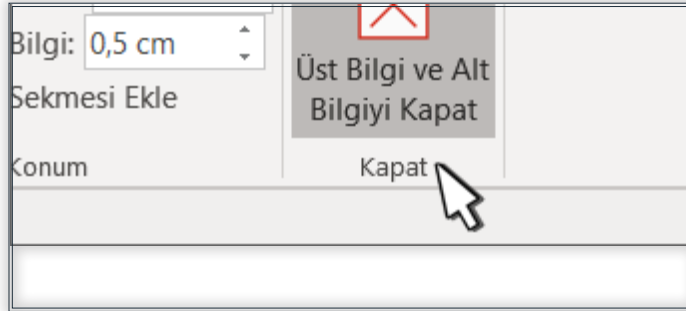 Bilgi: 0,5 cm
Sekmesi Ekle
Konum
Üst Bilgi ve Alt
Bilgiyi Kapat
Kapat